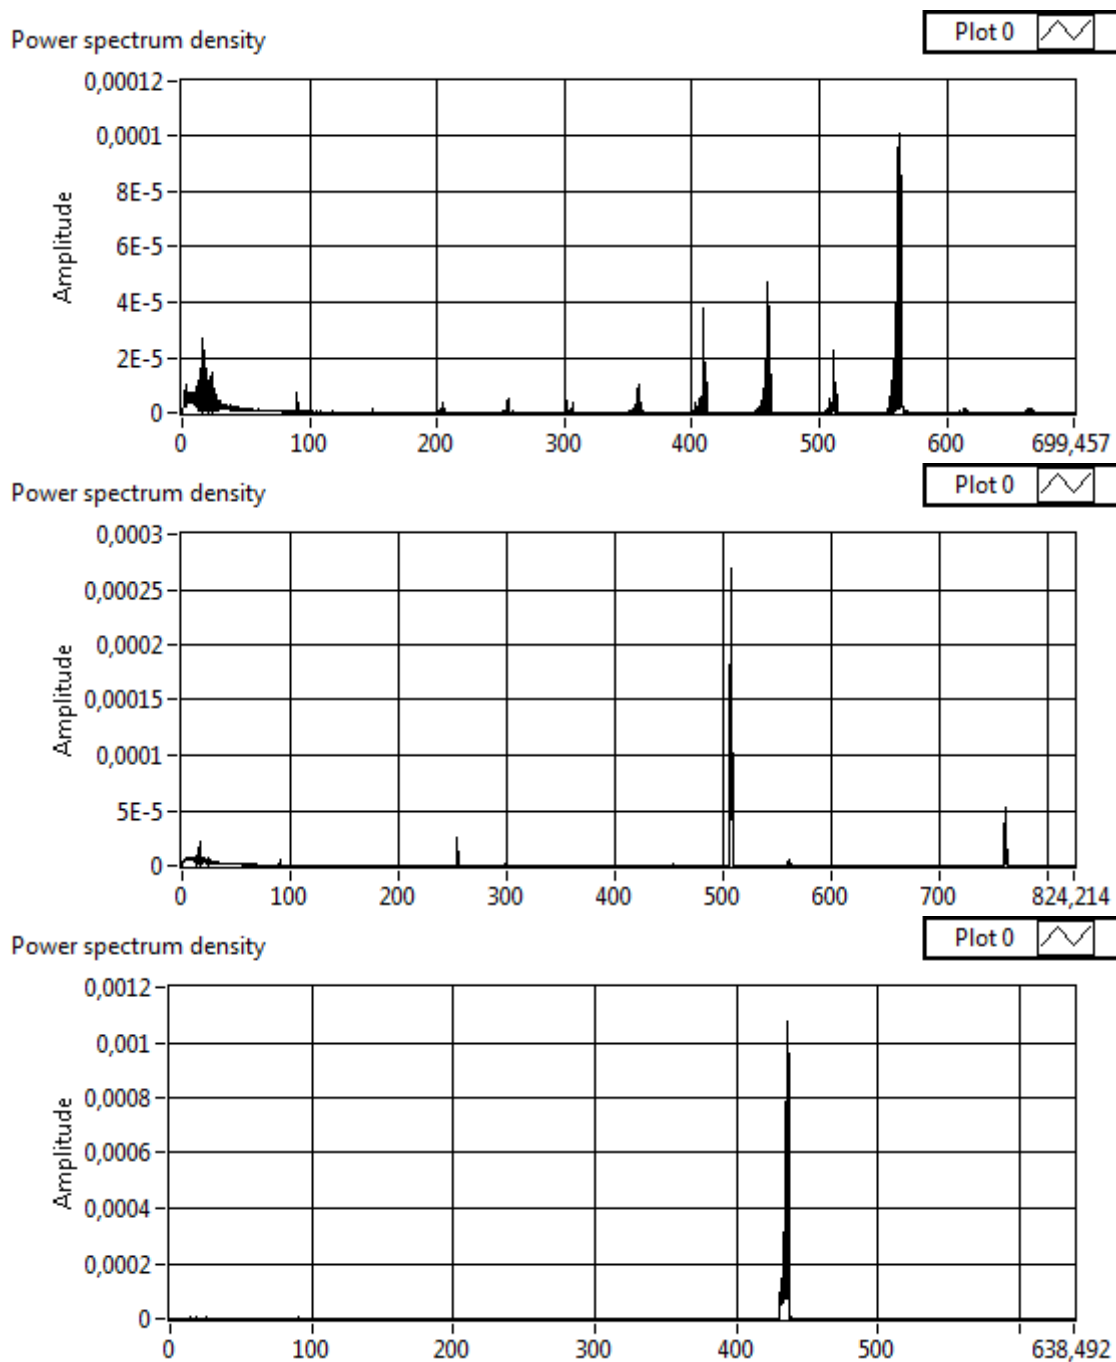 Power spectrum density
Plot 0
0,00012
0,0001
8E-5
6E-5
4E-5
2E-5
0
Amplitude
0 100 200 300 400 500 600 699,457
Power spectrum density
Plot 0
0,0003
0,00025
0,0002
0,00015
0,0001
5E-5
0
Amplitude
0 100 200 300 400 500 600 700 824,214
Power spectrum density
Plot 0
0,0012
0,001
0,0008
0,0006
0,0004
0,0002
0
Amplitude
0 100 200 300 400 500 638,492